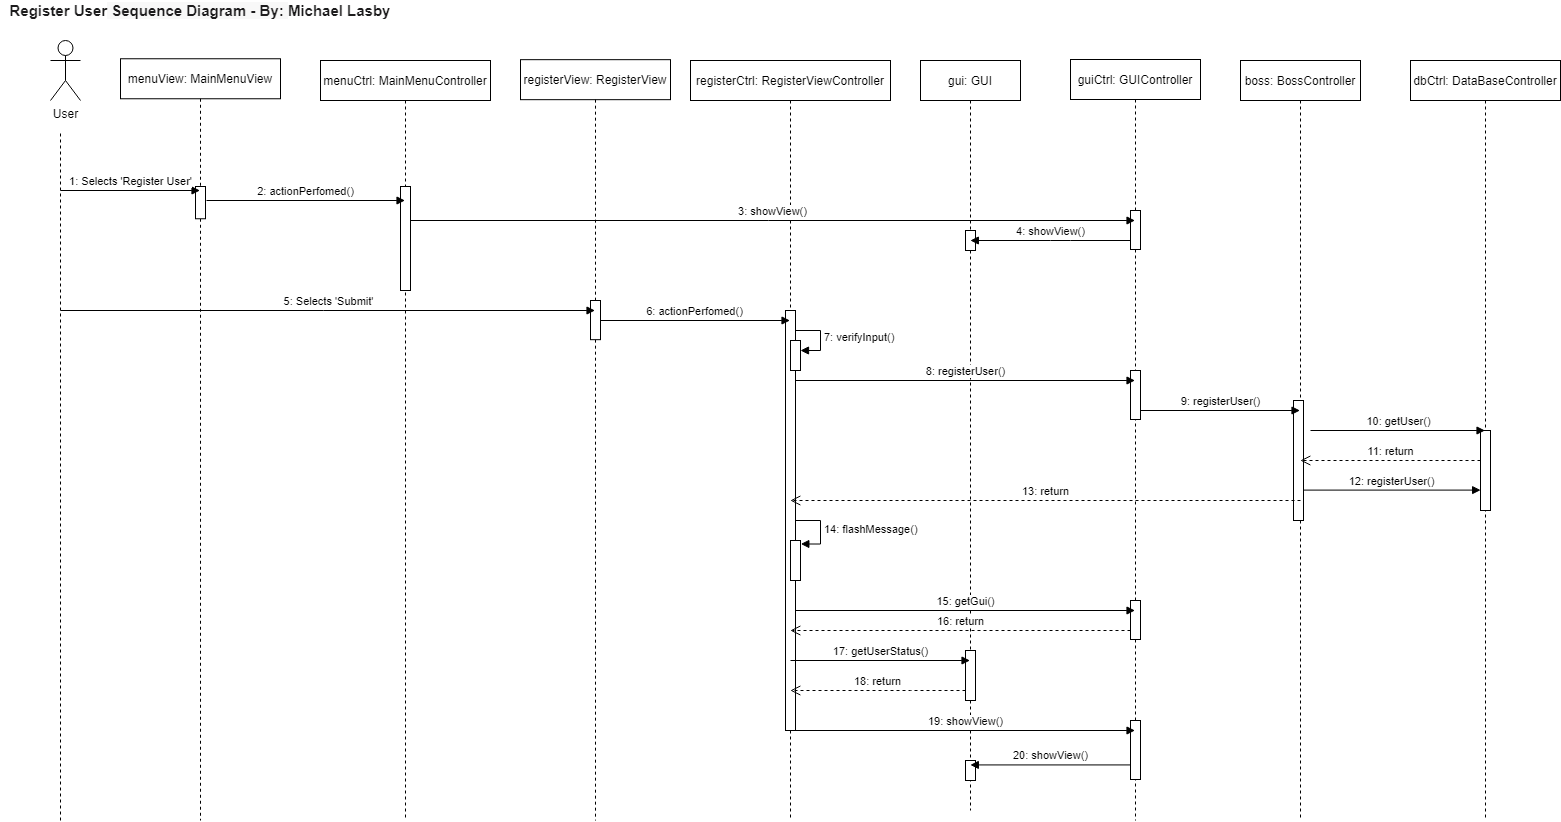 Register User Sequence Diagram - By: Michael Lasby
User
menuView: MainMenuView
menuCtrl: MainMenuController
registerView: RegisterView
registerCtrl: RegisterViewController
gui: GUI
guiCtrl: GUIController
boss: BossController
dbCtrl: DataBaseController
1: Selects 'Register User'
2: actionPerfomed()
3: showView()
4: showView()
5: Selects 'Submit'
6: actionPerfomed()
7: verifyInput()
8: registerUser()
9: registerUser()
10: getUser()
11: return
12: registerUser()
13: return
14: flashMessage()
15: getGui()
16: return
17: getUserStatus()
18: return
19: showView()
20: showView()